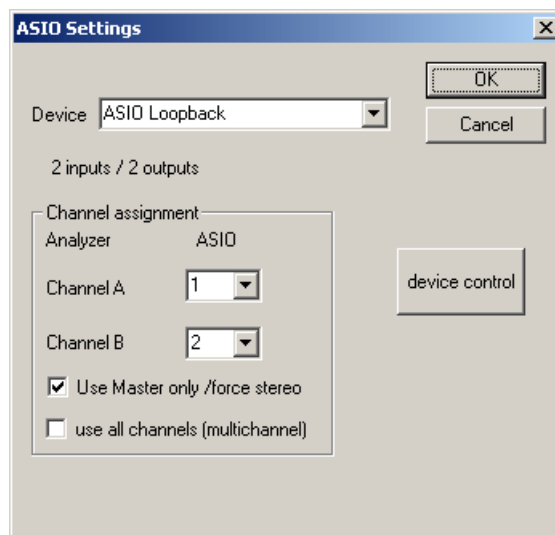 ASIO Settings
OK
Device ASIO Loopback
Cancel
2 inputs / 2 outputs
Channel assignment
Analyzer ASIO
Channel A 1
device control
Channel B 2
Use Master only /force stereo
use all channels (multichannel)